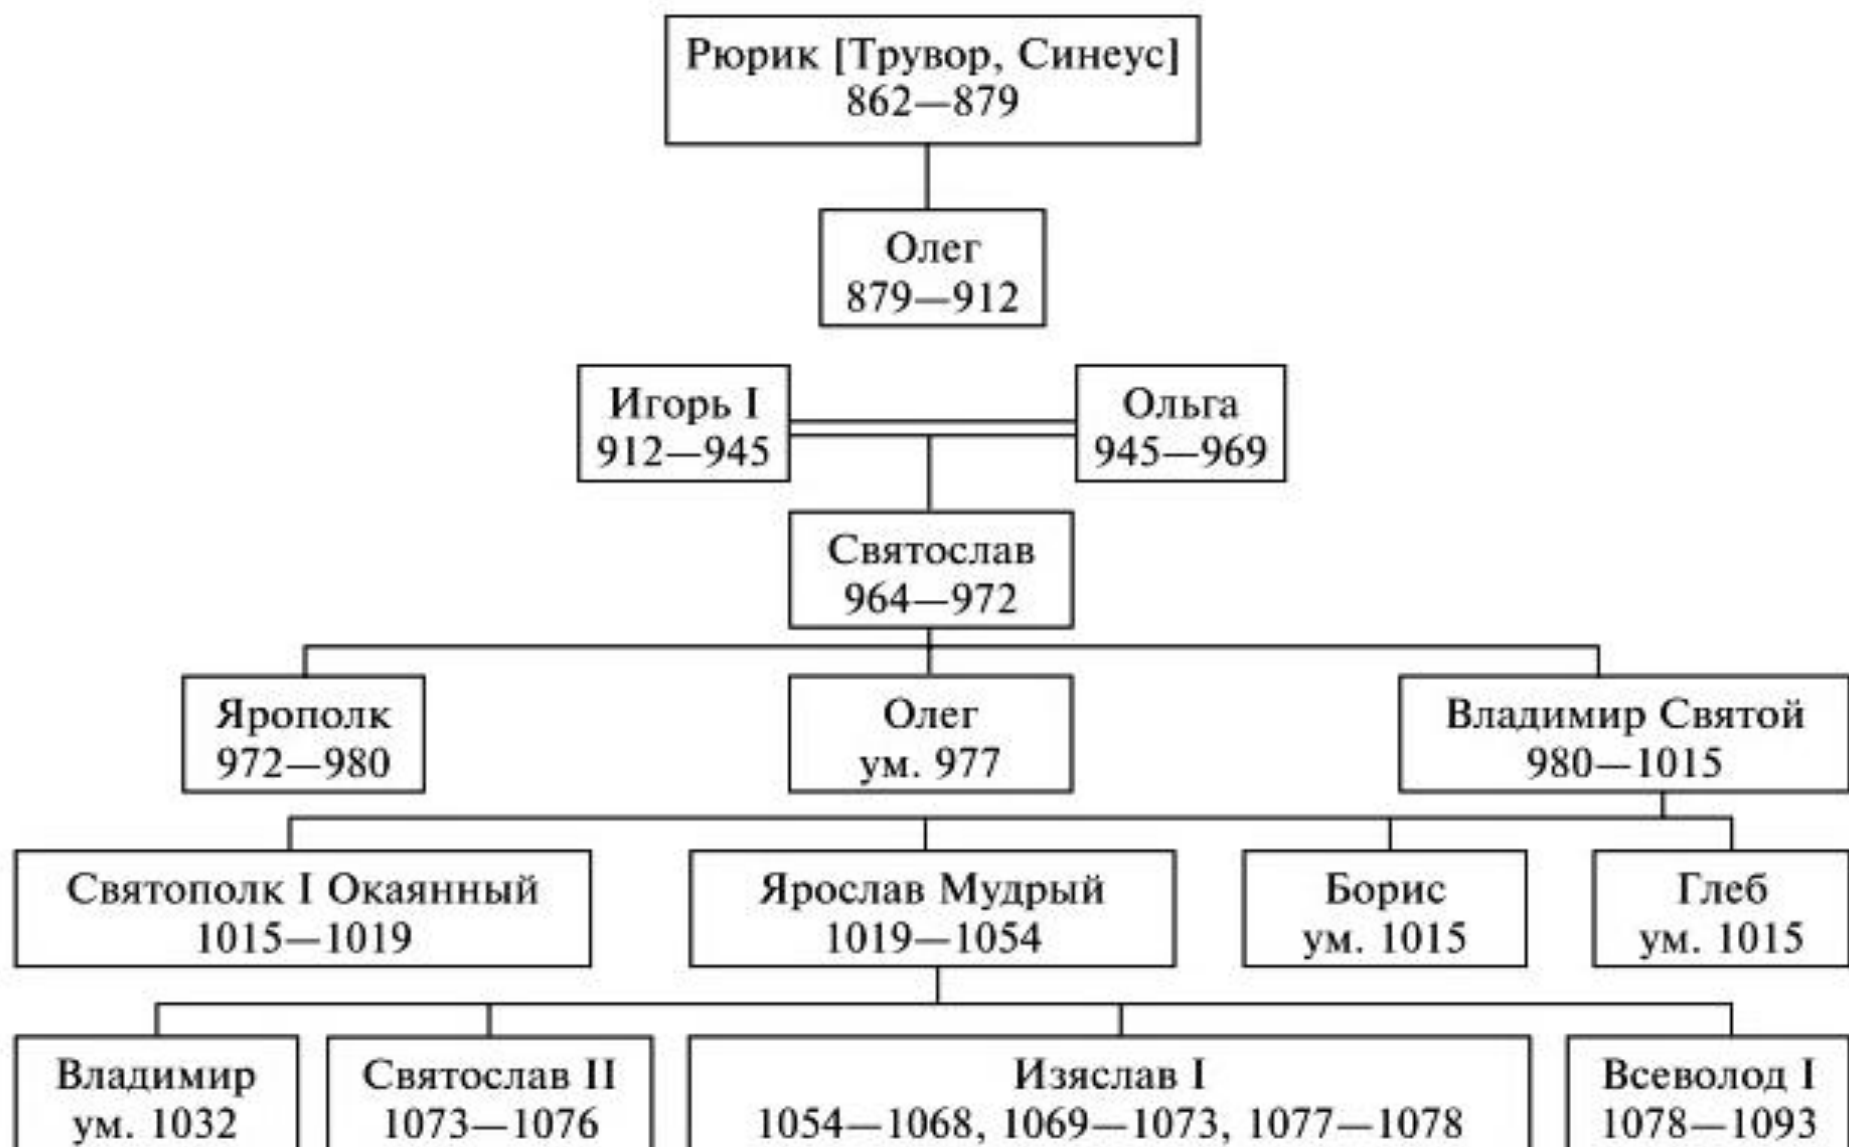 Рюрик [Трувор, Синеус]
862—879
Олег
879—912
Игорь I
912—945
Ольга
945—969
Святослав
964—972
Ярополк
972—980
Олег
ум. 977
Владимир Святой
980—1015
Святополк I Окаянный
1015—1019
Ярослав Мудрый
1019—1054
Борис
ум. 1015
Глеб
ум. 1015
Владимир
ум. 1032
Святослав II
1073—1076
Изяслав I
1054—1068, 1069—1073, 1077—1078
Всеволод I
1078—1093